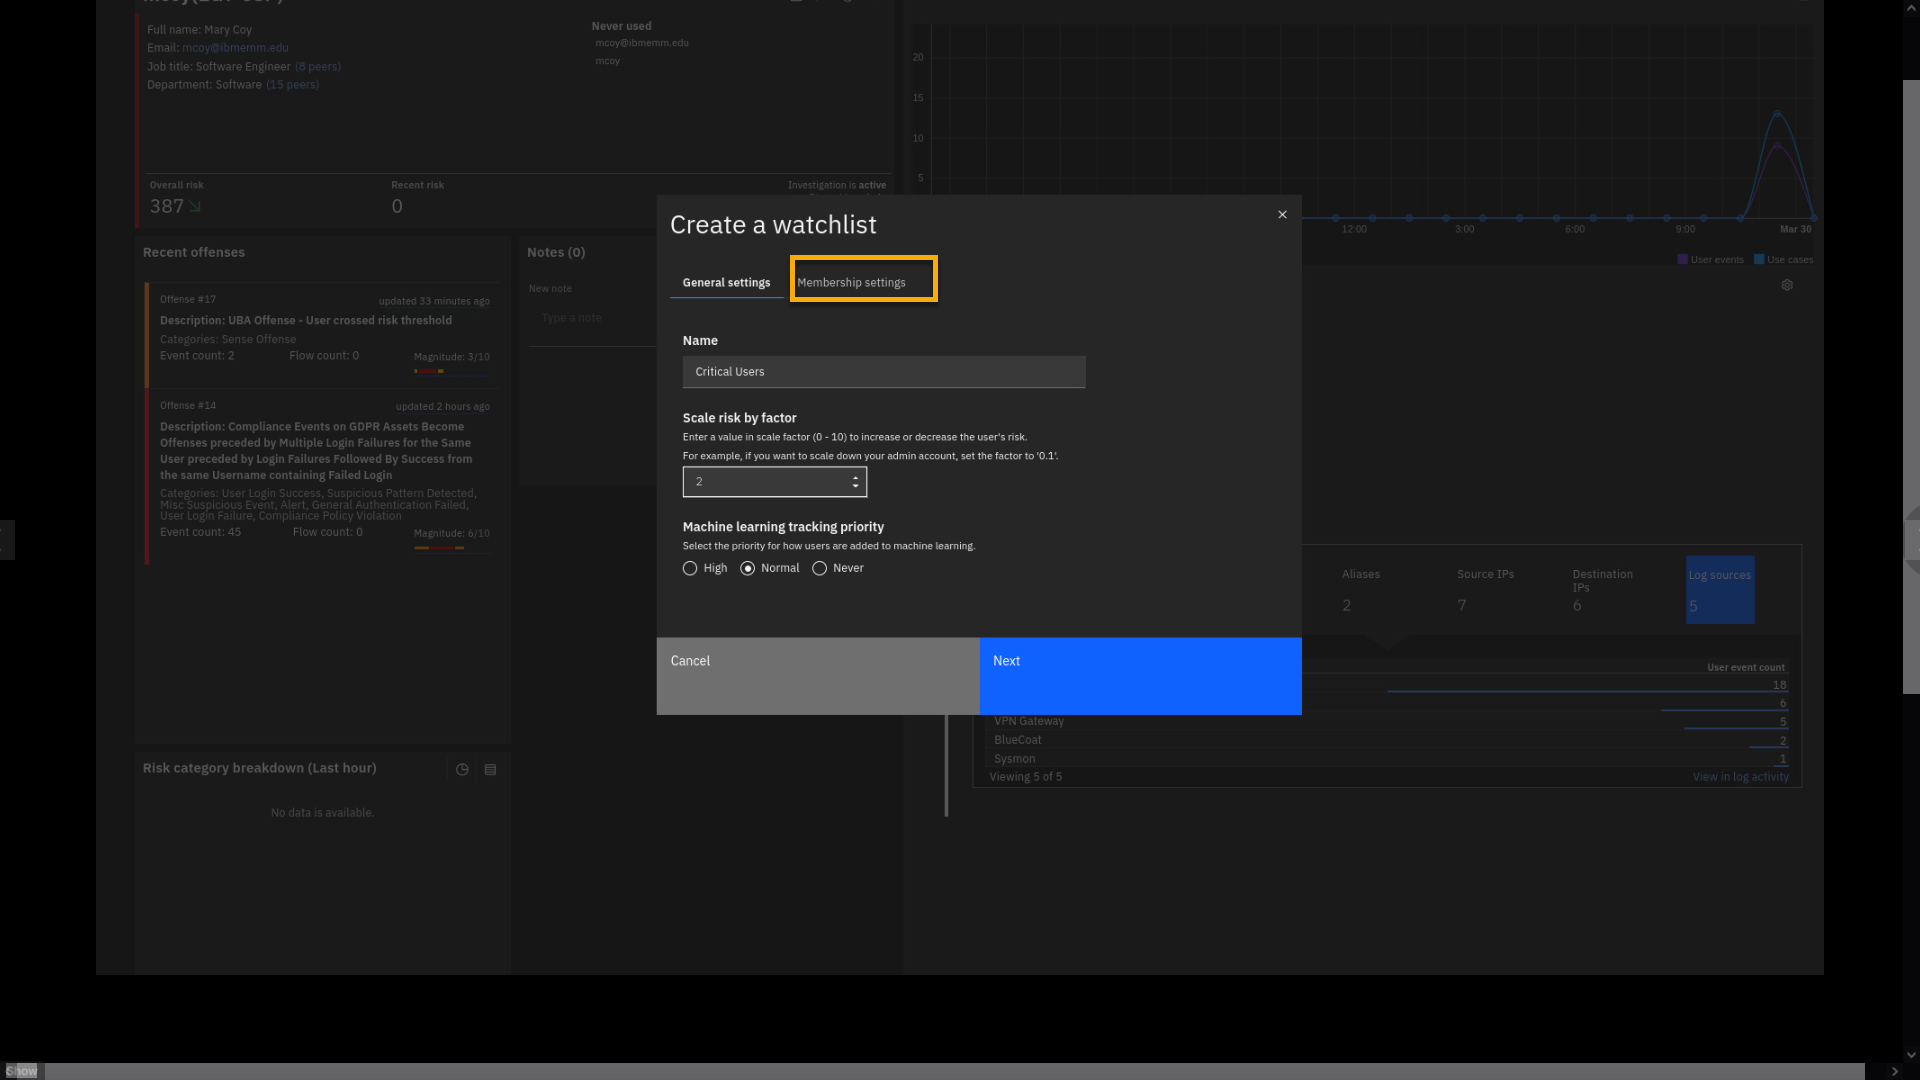 Full name: Mary Coy
Email: mcoy@ibmemm.edu
Job title: Software Engineer (8 peers)
Department: Software (15 peers)
Never used
mcoy@ibmemm.edu
mcoy
Overall risk
387
Recent risk
0
Investigation is active
20
15
10
5
12:00
3:00
6:00
9:00
Mar 30
User events
Use cases
Recent offenses
Offense #17
updated 33 minutes ago
Description: UBA Offense - User crossed risk threshold
Categories: Sense Offense
Event count: 2
Flow count: 0
Magnitude: 3/10
Offense #14
updated 2 hours ago
Description: Compliance Events on GDPR Assets Become
Offenses preceded by Multiple Login Failures for the Same
User preceded by Login Failures Followed By Success from
the same Username containing Failed Login
Categories: User Login Success, Suspicious Pattern Detected,
Misc Suspicious Event, Alert, General Authentication Failed,
User Login Failure, Compliance Policy Violation
Event count: 45
Flow count: 0
Magnitude: 6/10
Notes (0)
New note
Type a note
Risk category breakdown (Last hour)
No data is available.
Create a watchlist
General settings
Membership settings
Name
Critical Users
Scale risk by factor
Enter a value in scale factor (0 - 10) to increase or decrease the user's risk.
For example, if you want to scale down your admin account, set the factor to '0.1'.
2
Machine learning tracking priority
Select the priority for how users are added to machine learning.
High
Normal
Never
Cancel
Next
Aliases
2
Source IPs
7
Destination
IPs
6
Log sources
5
User event count
18
6
VPN Gateway
5
BlueCoat
2
Sysmon
1
Viewing 5 of 5
View in log activity
Show